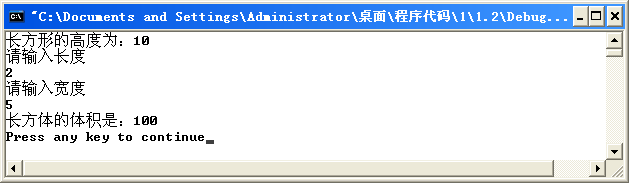 "C:\Documents and Settings\Administrator\桌面\程序代码\1\1.2\Debug...
长方形的高度为：10
请输入长度
2
请输入宽度
5
长方体的体积是：100
Press any key to continue